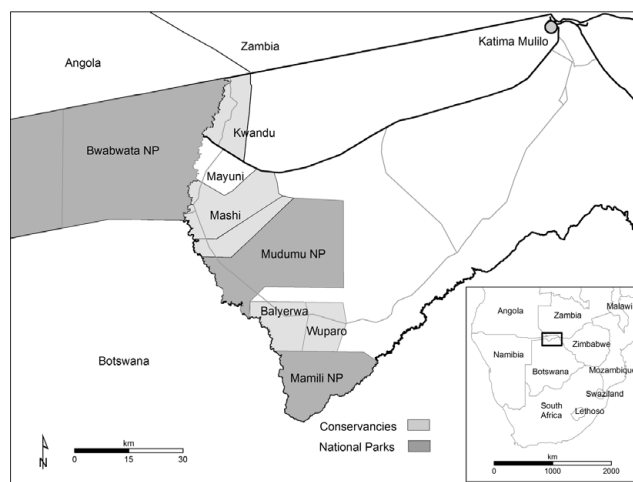 Zambia
Katima Mulilo
Angola
Kwandu
Bwabwata NP
Mayuni
Mashi
Mudumu NP
Balyerwa
Wuparo
Botswana
Mamili NP
Conservancies
National Parks
km
0 15 30
N
Angola
Zambia
Malawi
Zimbabwe
Namibia
Mozambique
Botswana
Swaziland
South
Africa
Lethoso
km
0 1000 2000